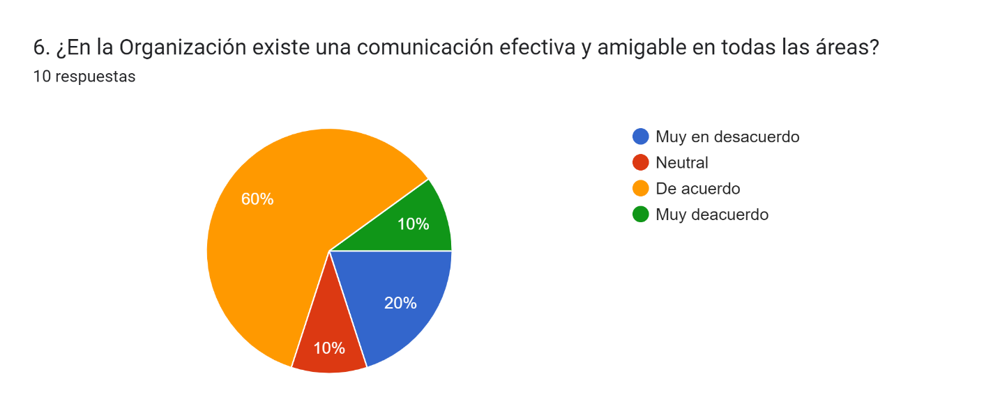 6. ¿En la Organización existe una comunicación efectiva y amigable en todas las áreas?
10 respuestas
Muy en desacuerdo
Neutral
De acuerdo
Muy deacuerdo
60%
10%
20%
10%